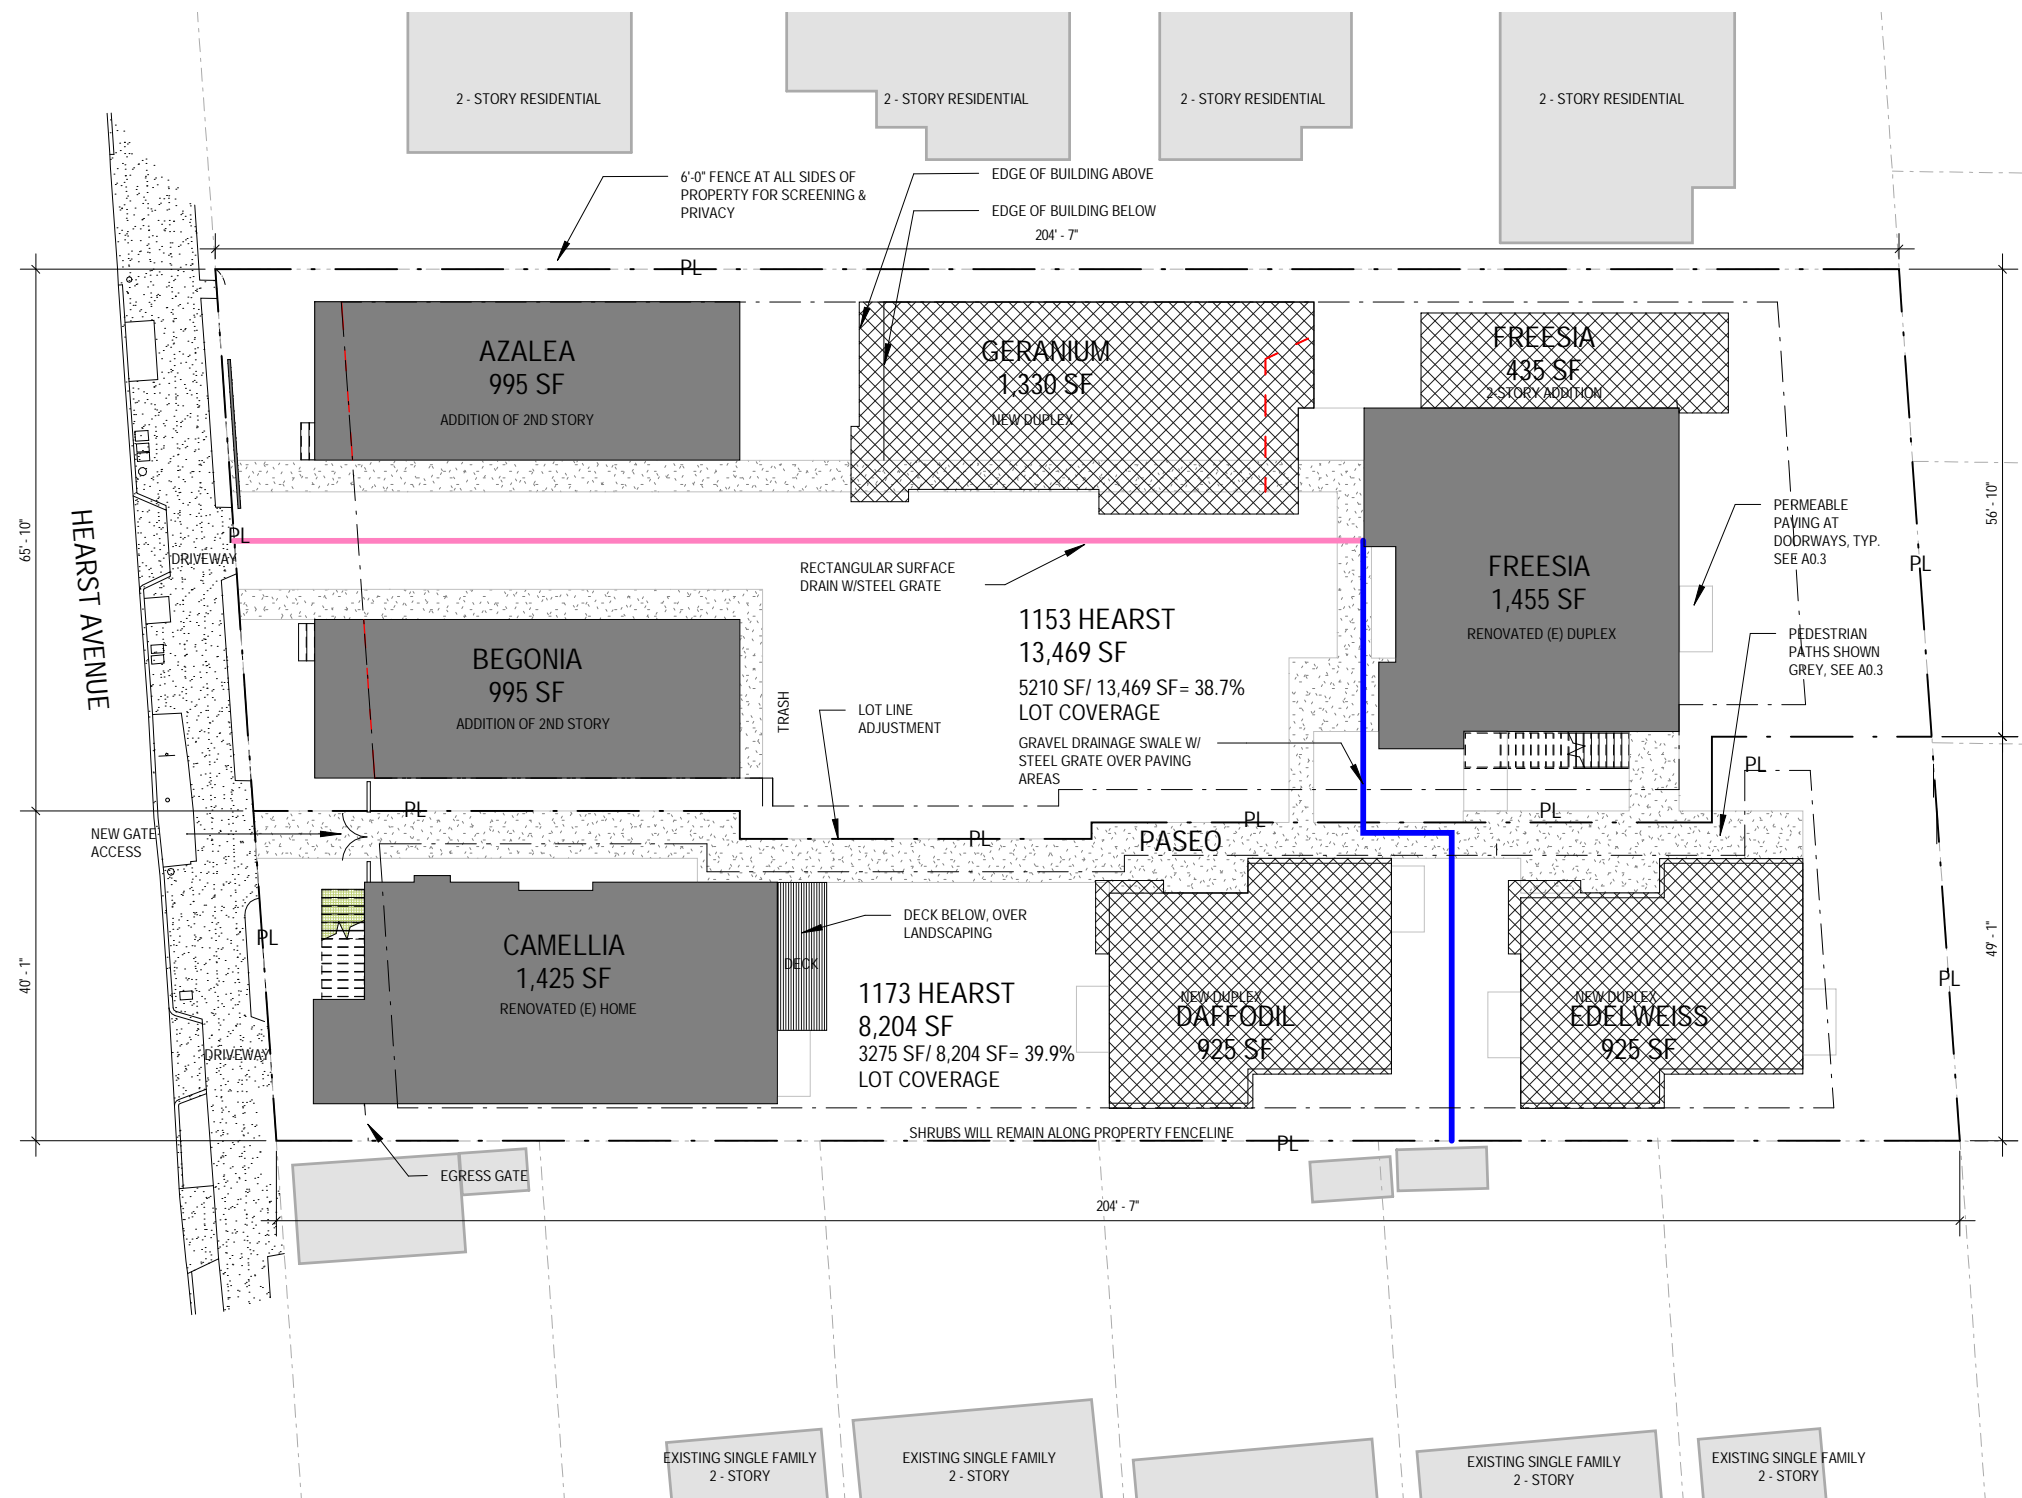 2 - STORY RESIDENTIAL
2 - STORY RESIDENTIAL
2 - STORY RESIDENTIAL
2 - STORY RESIDENTIAL
6'-0" FENCE AT ALL SIDES OF
PROPERTY FOR SCREENING &
PRIVACY
EDGE OF BUILDING ABOVE
EDGE OF BUILDING BELOW
204' - 7"
PL
AZALEA
995 SF
ADDITION OF 2ND STORY
GERANIUM
1,330 SF
NEW DUPLEX
FREESIA
435 SF
2-STORY ADDITION
65' - 10"
HEARST AVENUE
PL
DRIVEWAY
RECTANGULAR SURFACE
DRAIN W/STEEL GRATE
FREESIA
1,455 SF
RENOVATED (E) DUPLEX
PERMEABLE
PAVING AT
DOORWAYS, TYP.
SEE A0.3
56' - 10"
PL
BEGONIA
995 SF
ADDITION OF 2ND STORY
TRASH
LOT LINE
ADJUSTMENT
1153 HEARST
13,469 SF
5210 SF/ 13,469 SF= 38.7%
LOT COVERAGE
GRAVEL DRAINAGE SWALE W/
STEEL GRATE OVER PAVING
AREAS
PEDESTRIAN
PATHS SHOWN
GREY, SEE A0.3
PL
NEW GATE
ACCESS
PL
PL
PASEO
PL
PL
40' - 1"
PL
CAMELLIA
1,425 SF
RENOVATED (E) HOME
DECK
DECK BELOW, OVER
LANDSCAPING
1173 HEARST
8,204 SF
3275 SF/ 8,204 SF= 39.9%
LOT COVERAGE
NEW DUPLEX
DAFFODIL
925 SF
NEW DUPLEX
EDELWEISS
925 SF
PL
49' - 1"
DRIVEWAY
SHRUBS WILL REMAIN ALONG PROPERTY FENCELINE
PL
EGRESS GATE
204' - 7"
EXISTING SINGLE FAMILY
2 - STORY
EXISTING SINGLE FAMILY
2 - STORY
EXISTING SINGLE FAMILY
2 - STORY
EXISTING SINGLE FAMILY
2 - STORY